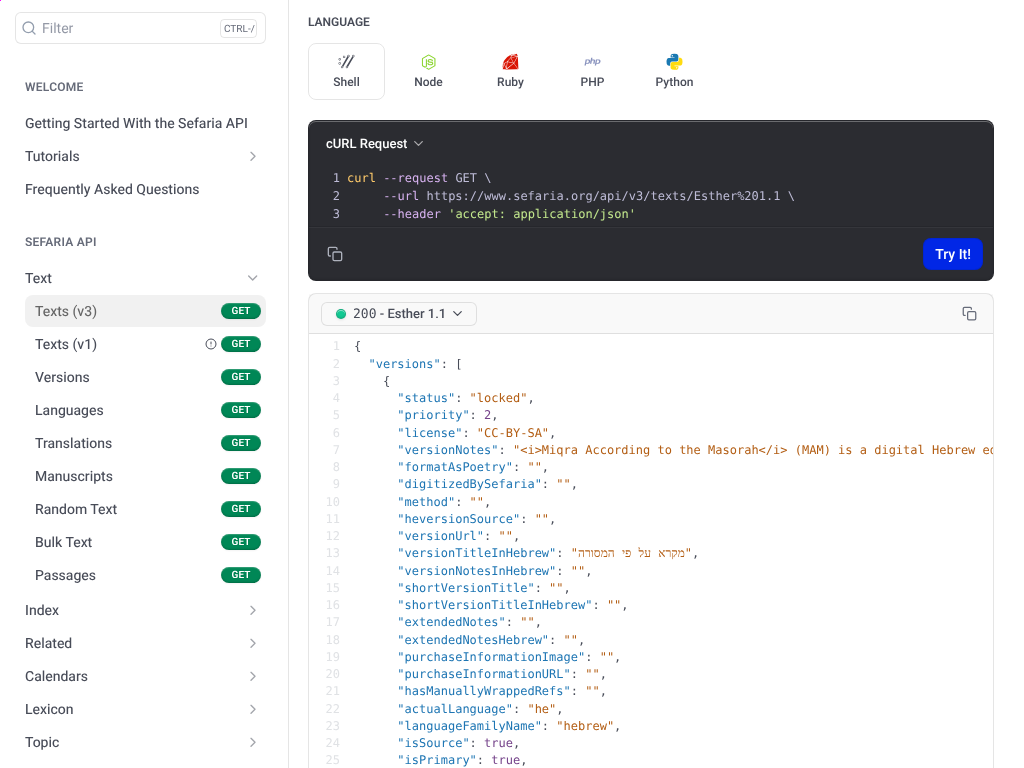 Filter
CTRL-/
WELCOME
Getting Started With the Sefaria API
Tutorials
Frequently Asked Questions
SEFARIA API
Text
Texts (v3) GET
Texts (v1) GET
Versions GET
Languages GET
Translations GET
Manuscripts GET
Random Text GET
Bulk Text GET
Passages GET
Index
Related
Calendars
Lexicon
Topic
LANGUAGE
Shell
Node
Ruby
php
PHP
Python
cURL Request
1 curl --request GET \
2 --url https://www.sefaria.org/api/v3/texts/Esther%201.1 \
3 --header 'accept: application/json'
Try It!
200 - Esther 1.1
1 {
2 "versions": [
3 {
4 "status": "locked",
5 "priority": 2,
6 "license": "CC-BY-SA",
7 "versionNotes": "<i>Miqra According to the Masorah</i> (MAM) is a digital Hebrew ec
8 "formatAsPoetry": "",
9 "digitizedBySefaria": "",
10 "method": "",
11 "heversionSource": "",
12 "versionUrl": "",
13 "versionTitleInHebrew": "מקרא על פי המסורה",
14 "versionNotesInHebrew": "",
15 "shortVersionTitle": "",
16 "shortVersionTitleInHebrew": "",
17 "extendedNotes": "",
18 "extendedNotesHebrew": "",
19 "purchaseInformationImage": "",
20 "purchaseInformationURL": "",
21 "hasManuallyWrappedRefs": "",
22 "actualLanguage": "he",
23 "languageFamilyName": "hebrew",
24 "isSource": true,
25 "isPrimary": true,